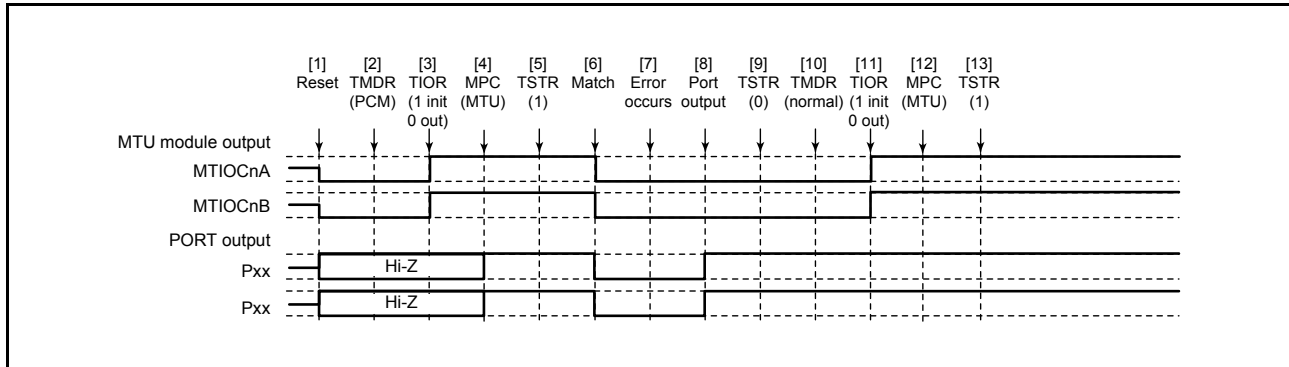 [1] [2] [3] [4] [5] [6] [7] [8] [9] [10] [11] [12] [13]
Reset TMDR TIOR MPC TSTR Match Error Port TSTR TMDR TIOR MPC TSTR
(PCM) (1 init (MTU) (1) occurs output (0) (normal) (1 init (MTU) (1)
0 out) 0 out)
MTU module output
MTIOCnA
MTIOCnB
PORT output
Pxx Hi-Z
Pxx Hi-Z